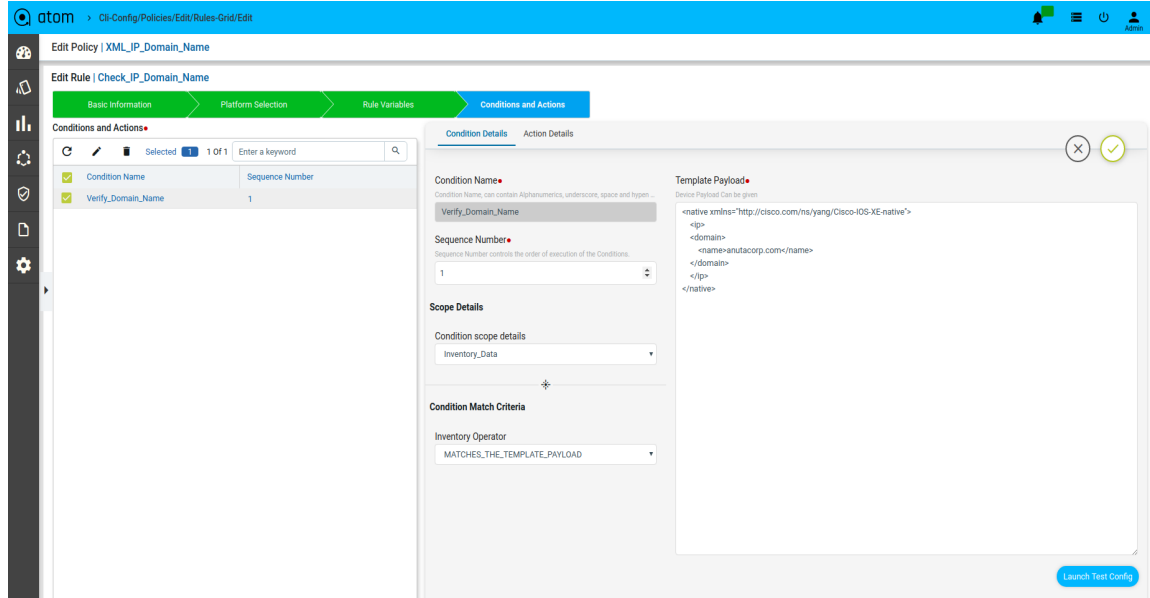 atom > Cli-Config/Policies/Edit/Rules-Grid/Edit
Admin
Edit Policy | XML_IP_Domain_Name
Edit Rule | Check_IP_Domain_Name
Basic Information Platform Selection Rule Variables Conditions and Actions
Conditions and Actions
Selected 1 1 Of 1 Enter a keyword
Condition Name Sequence Number
Verify_Domain_Name 1
Condition Details Action Details
Condition Name
Condition Name, can contain Alphanumerics, underscore, space and hypen ...
Verify_Domain_Name
Sequence Number
Sequence Number controls the order of execution of the Conditions.
1
Scope Details
Condition scope details
Inventory_Data
Condition Match Criteria
Inventory Operator
MATCHES_THE_TEMPLATE_PAYLOAD
Template Payload
Device Payload Can be given
<native xmlns="http://cisco.com/ns/yang/Cisco-IOS-XE-native">
<ip>
<domain>
<name>anutacorp.com</name>
</domain>
</ip>
</native>
Launch Test Config